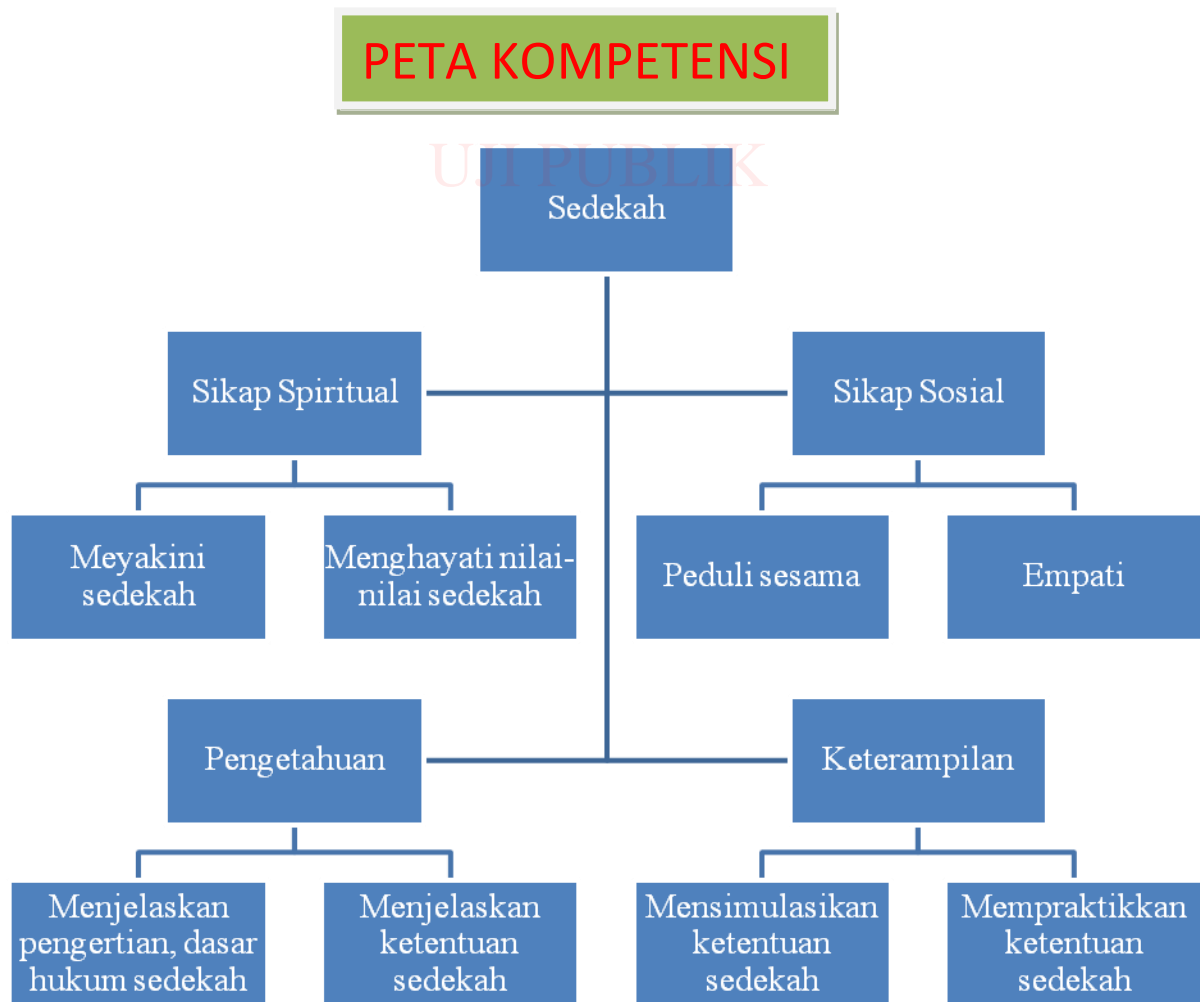 PETA KOMPETENSI
UJI PUBLIK
Sedekah
Sikap Spiritual
Sikap Sosial
Meyakini
sedekah
Menghayati nilai-
nilai sedekah
Peduli sesama
Empati
Pengetahuan
Keterampilan
Menjelaskan
pengertian, dasar
hukum sedekah
Menjelaskan
ketentuan
sedekah
Mensimulasikan
ketentuan
sedekah
Mempraktikkan
ketentuan
sedekah